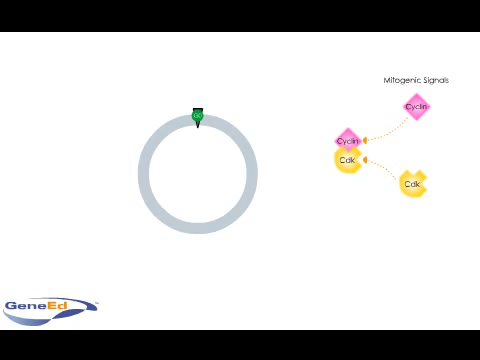 Mitogenic Signals
Cyclin
Cyclin
Cdk
Cdk
GeneEd